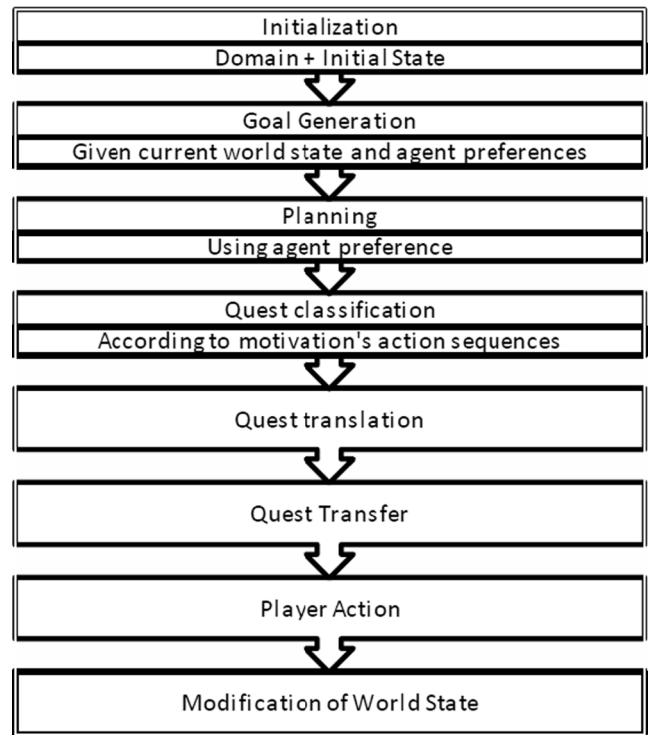 Initialization
Domain + Initial State
Goal Generation
Given current world state and agent preferences
Planning
Using agent preference
Quest classification
According to motivation's action sequences
Quest translation
Quest Transfer
Player Action
Modification of World State